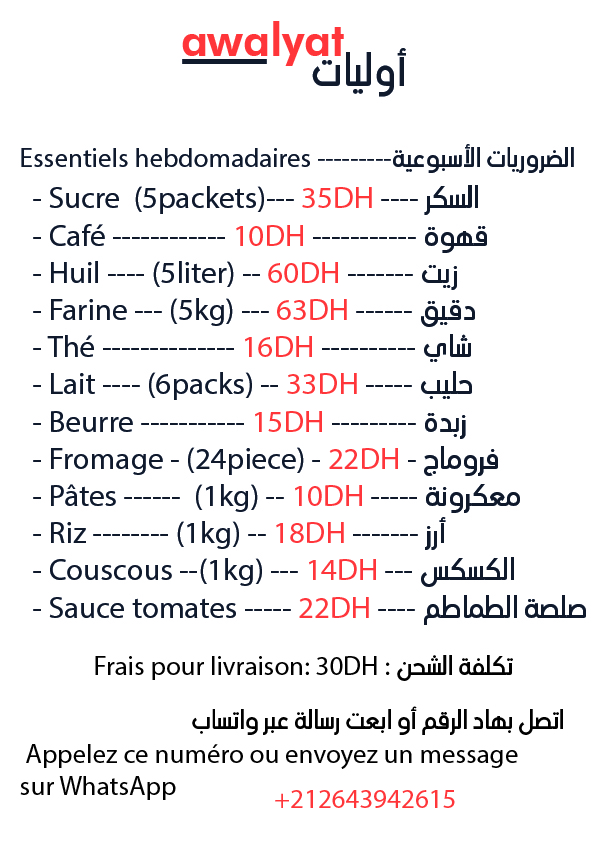 awalyat
أوليات
Essentiels hebdomadaires ---------الضروريات الأسبوعية
- Sucre (5packets)--- 35DH ---- السكر
- Café ------------ 10DH ----------- قهوة
- Huil ---- (5liter) -- 60DH ------- زيت
- Farine --- (5kg) --- 63DH ------ دقيق
- Thé -------------- 16DH ---------- شاي
- Lait ---- (6packs) -- 33DH ----- حليب
- Beurre ----------- 15DH --------- زبدة
- Fromage - (24piece) - 22DH - فروماج
- Pâtes ------ (1kg) -- 10DH ----- معكرونة
- Riz -------- (1kg) -- 18DH ------- أرز
- Couscous --(1kg) --- 14DH --- الكسكس
- Sauce tomates ----- 22DH ---- صلصة الطماطم
Frais pour livraison: 30DH : تكلفة الشحن
اتصل بهاد الرقم أو ابعت رسالة عبر واتساب
Appelez ce numéro ou envoyez un message
sur WhatsApp
+212643942615